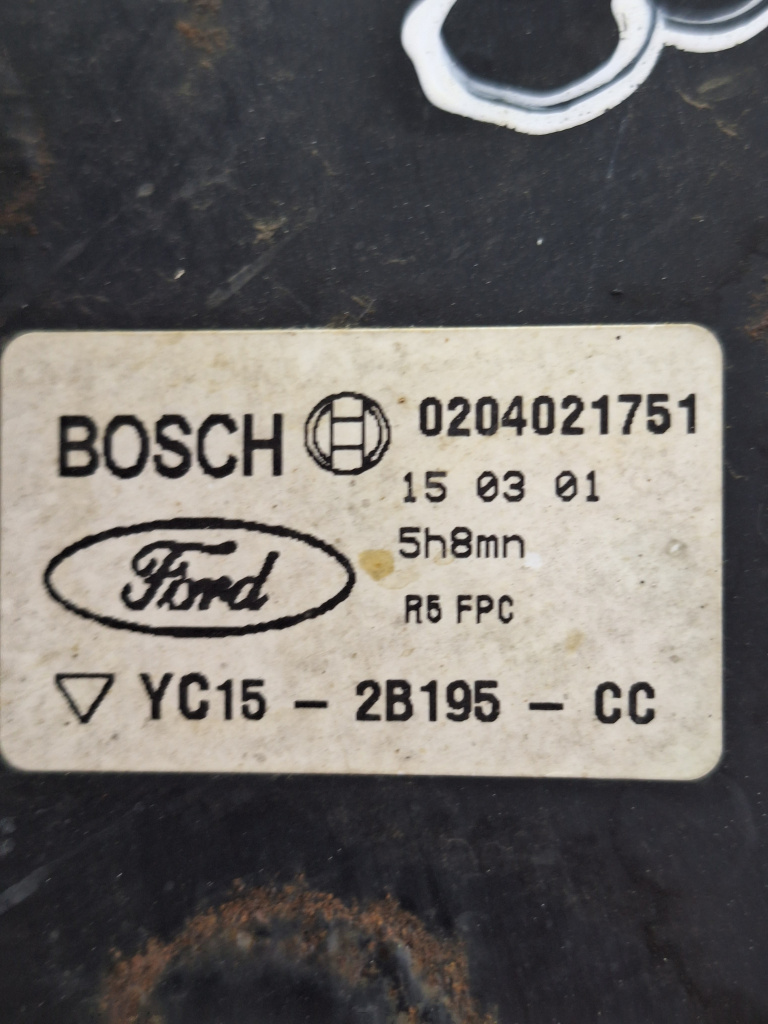 BOSCH 0204021751
15 03 01
5h8mn
Ford
R5 FPC
YC15 - 2B195 - CC